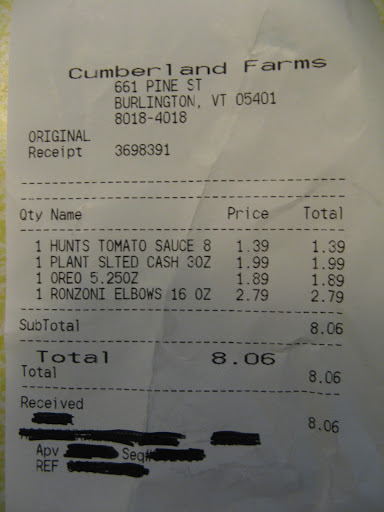 Cumberland Farms
661 PINE ST
BURLINGTON, VT 05401
8018-4018
ORIGINAL
Receipt 3698391
Qty Name Price Total
1 HUNTS TOMATO SAUCE 8 1.39 1.39
1 PLANT SLTED CASH 3OZ 1.99 1.99
1 OREO 5.25OZ 1.89 1.89
1 RONZONI ELBOWS 16 OZ 2.79 2.79
SubTotal 8.06
Total 8.06
Total 8.06
Received
8.06
Apv Seq#
REF